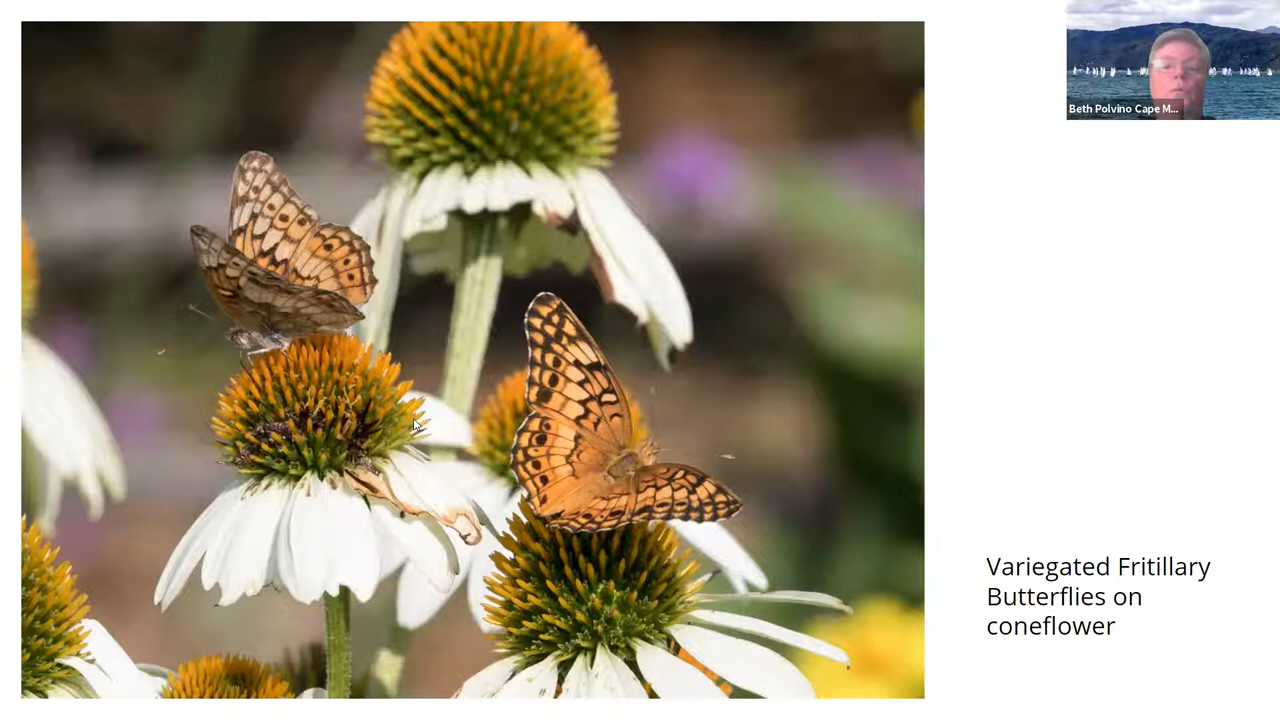 Beth Polvino Cape M...
Variegated Fritillary
Butterflies on
coneflower